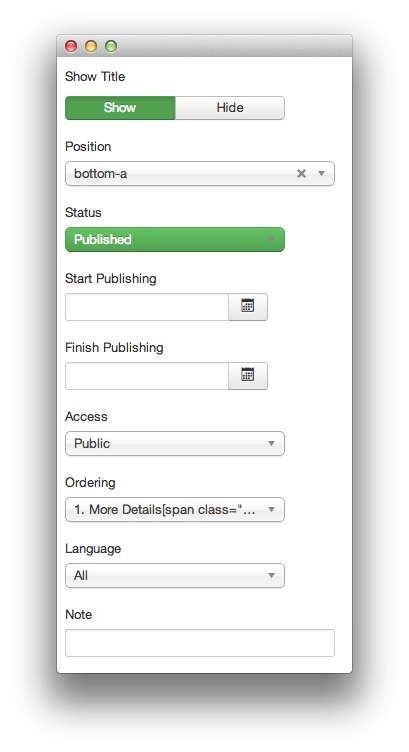 Show Title
Show Hide
Position
bottom-a
Status
Published
Start Publishing
Finish Publishing
Access
Public
Ordering
1. More Details[span class="...
Language
All
Note